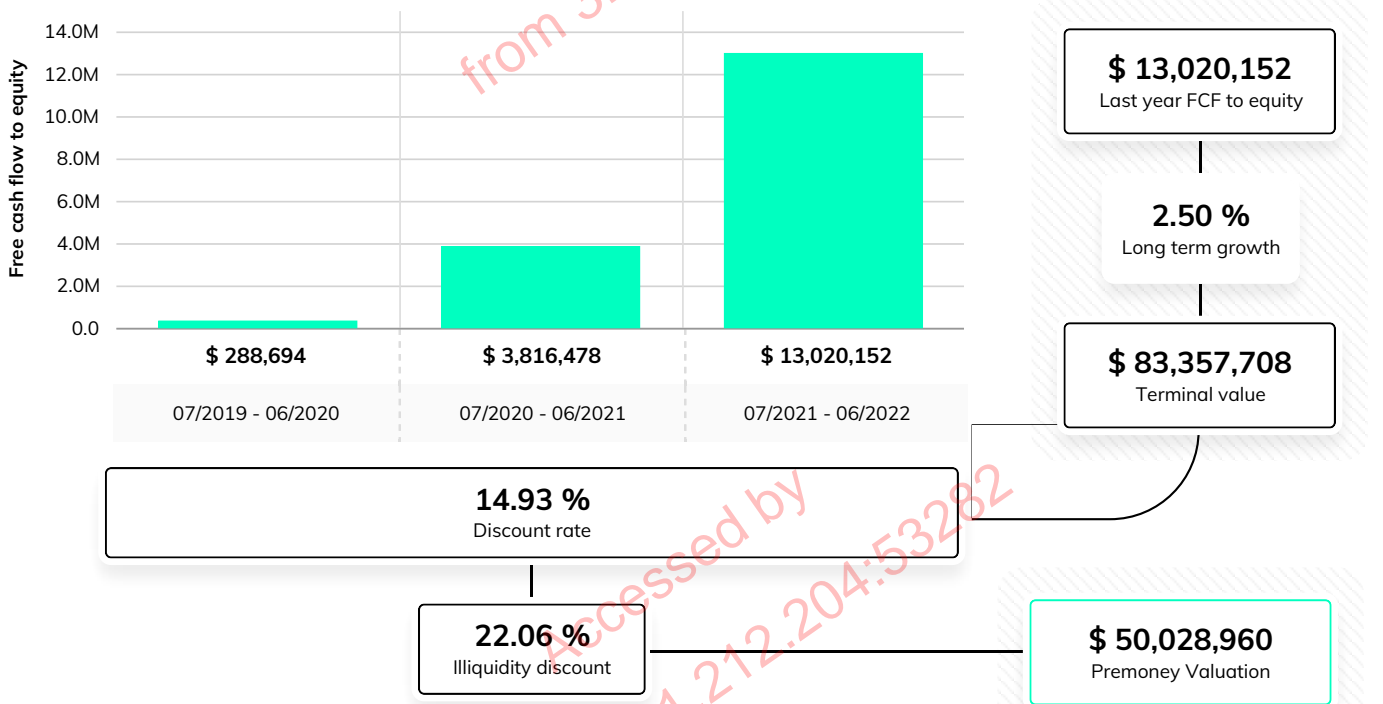 Free cash flow to equity
14.0M
12.0M
10.0M
8.0M
6.0M
4.0M
2.0M
0.0
$ 288,694
$ 3,816,478
$ 13,020,152
07/2019 - 06/2020
07/2020 - 06/2021
07/2021 - 06/2022
$ 13,020,152
Last year FCF to equity
2.50 %
Long term growth
$ 83,357,708
Terminal value
14.93 %
Discount rate
22.06 %
Illiquidity discount
$ 50,028,960
Premoney Valuation
from
Accessed by
.212.204:53282